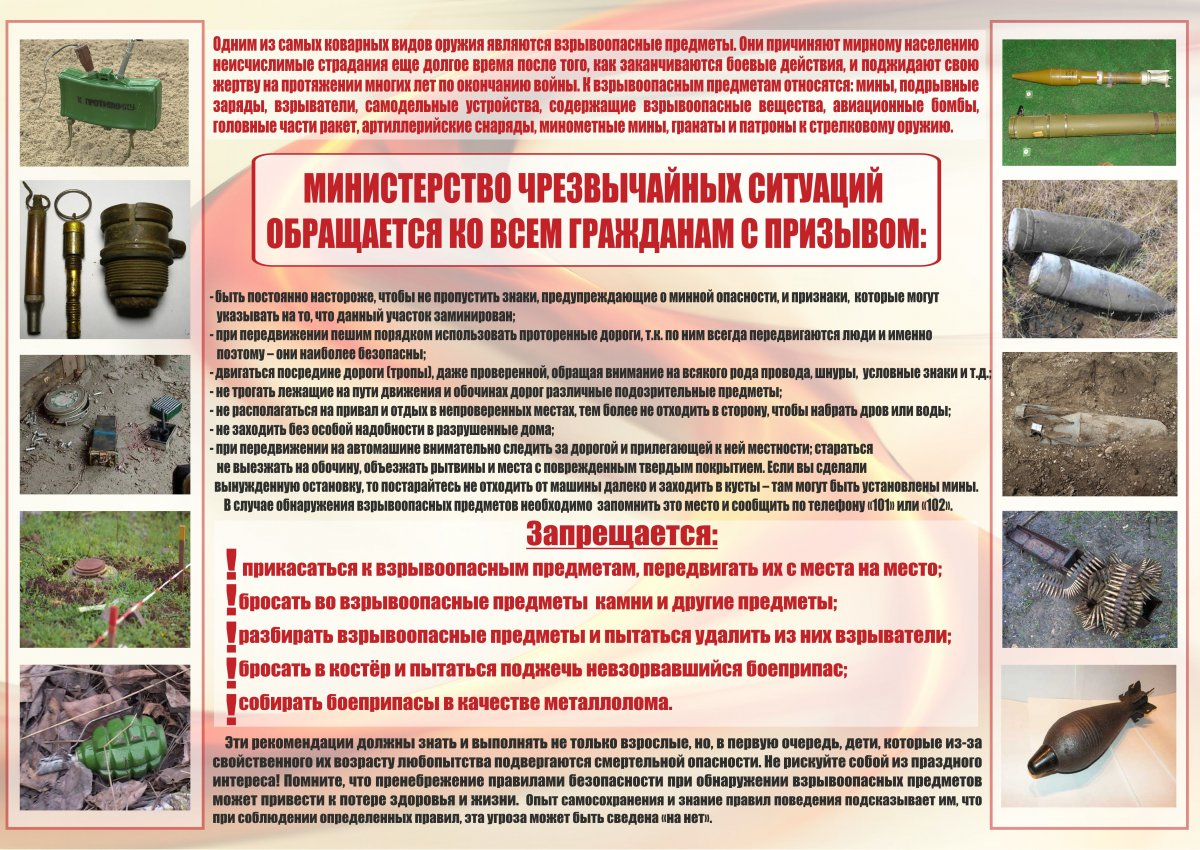 Одним из самых коварных видов оружия являются взрывоопасные предметы. Они причиняют мирному населению
неисчислимые страдания еще долгое время после того, как заканчиваются боевые действия, и поджидают свою
жертву на протяжении многих лет по окончанию войны. К взрывоопасным предметам относятся: мины, подрывные
заряды, взрыватели, самодельные устройства, содержащие взрывоопасные вещества, авиационные бомбы,
головные части ракет, артиллерийские снаряды, минометные мины, гранаты и патроны к стрелковому оружию.
МИНИСТЕРСТВО ЧРЕЗВЫЧАЙНЫХ СИТУАЦИЙ
ОБРАЩАЕТСЯ КО ВСЕМ ГРАЖДАНАМ С ПРИЗЫВОМ:
- быть постоянно настороже, чтобы не пропустить знаки, предупреждающие о минной опасности, и признаки, которые могут
указывать на то, что данный участок заминирован;
- при передвижении пешим порядком использовать проторенные дороги, т.к. по ним всегда передвигаются люди и именно
поэтому – они наиболее безопасны;
- двигаться посредине дороги (тропы), даже проверенной, обращая внимание на всякого рода провода, шнуры, условные знаки и т.д.;
- не трогать лежащие на пути движения и обочинах дорог различные подозрительные предметы;
- не располагаться на привал и отдых в непроверенных местах, тем более не отходить в сторону, чтобы набрать дров или воды;
- не заходить без особой надобности в разрушенные дома;
- при передвижении на автомашине внимательно следить за дорогой и прилегающей к ней местности; стараться
не выезжать на обочину, объезжать рытвины и места с поврежденным твердым покрытием. Если вы сделали
вынужденную остановку, то постарайтесь не отходить от машины далеко и заходить в кусты – там могут быть установлены мины.
В случае обнаружения взрывоопасных предметов необходимо запомнить это место и сообщить по телефону «101» или «102».
Запрещается:
! прикасаться к взрывоопасным предметам, передвигать их с места на место;
! бросать во взрывоопасные предметы камни и другие предметы;
! разбирать взрывоопасные предметы и пытаться удалить из них взрыватели;
! бросать в костёр и пытаться поджечь невзорвавшийся боеприпас;
! собирать боеприпасы в качестве металлолома.
Эти рекомендации должны знать и выполнять не только взрослые, но, в первую очередь, дети, которые из-за
свойственного их возрасту любопытства подвергаются смертельной опасности. Не рискуйте собой из праздного
интереса! Помните, что пренебрежение правилами безопасности при обнаружении взрывоопасных предметов
может привести к потере здоровья и жизни. Опыт самосохранения и знание правил поведения подсказывает им, что
при соблюдении определенных правил, эта угроза может быть сведена «на нет».
К ПРОТИВНИКУ